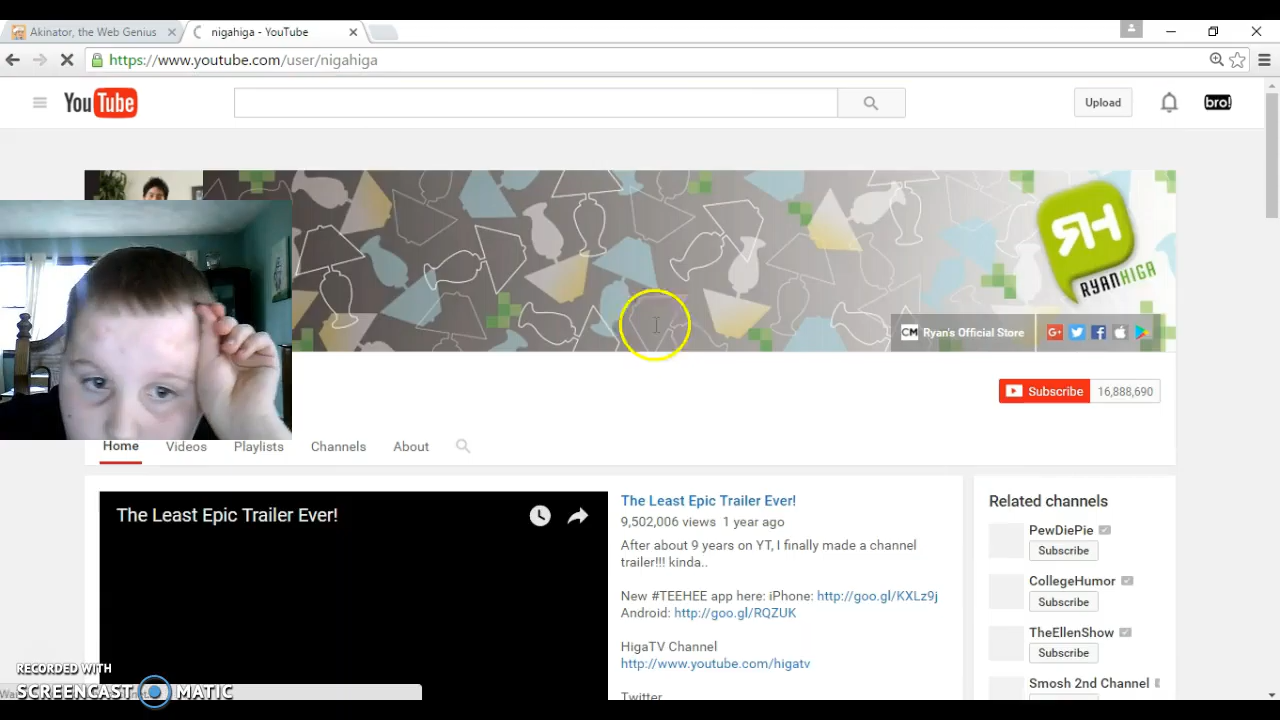 Akinator, the Web Genius
nigahiga - YouTube
https://www.youtube.com/user/nigahiga
YouTube
Upload
bro!
RH
RYANHIGA
CM Ryan's Official Store
Subscribe 16,888,690
Home Videos Playlists Channels About
The Least Epic Trailer Ever!
The Least Epic Trailer Ever!
9,502,006 views 1 year ago
After about 9 years on YT, I finally made a channel
trailer!!! kinda..
New #TEEHEE app here: iPhone: http://goo.gl/KXLz9j
Android: http://goo.gl/RQZUK
HigaTV Channel
http://www.youtube.com/higatv
Twitter
Related channels
PewDiePie
Subscribe
CollegeHumor
Subscribe
TheEllenShow
Subscribe
Smosh 2nd Channel
RECORDED WITH
SCREENCAST MATIC